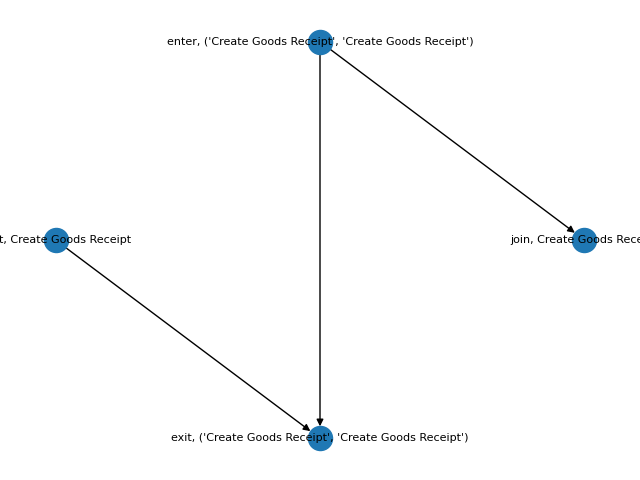 enter, ('Create Goods Receipt', 'Create Goods Receipt')
t, Create Goods Receipt
join, Create Goods Rece
exit, ('Create Goods Receipt', 'Create Goods Receipt')